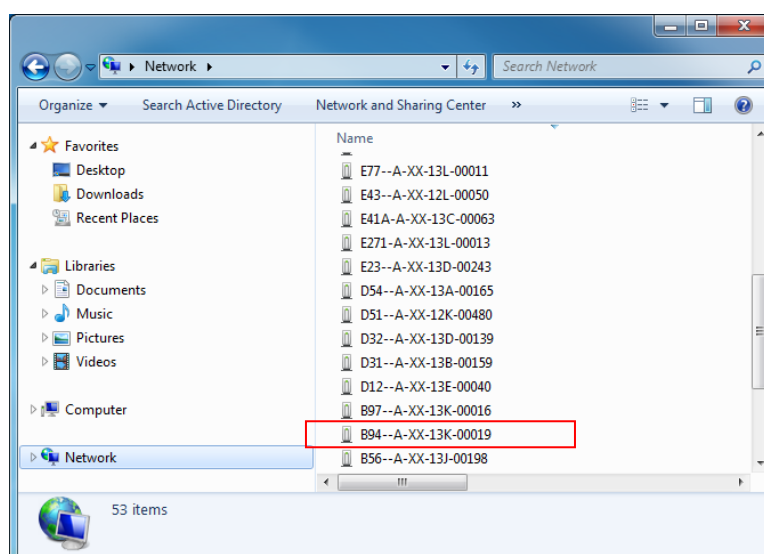 Network
Search Network
Organize
Search Active Directory
Network and Sharing Center
»
Favorites
Desktop
Downloads
Recent Places
Libraries
Documents
Music
Pictures
Videos
Computer
Network
Name
E77--A-XX-13L-00011
E43--A-XX-12L-00050
E41A-A-XX-13C-00063
E271-A-XX-13L-00013
E23--A-XX-13D-00243
D54--A-XX-13A-00165
D51--A-XX-12K-00480
D32--A-XX-13D-00139
D31--A-XX-13B-00159
D12--A-XX-13E-00040
B97--A-XX-13K-00016
B94--A-XX-13K-00019
B56--A-XX-13J-00198
53 items